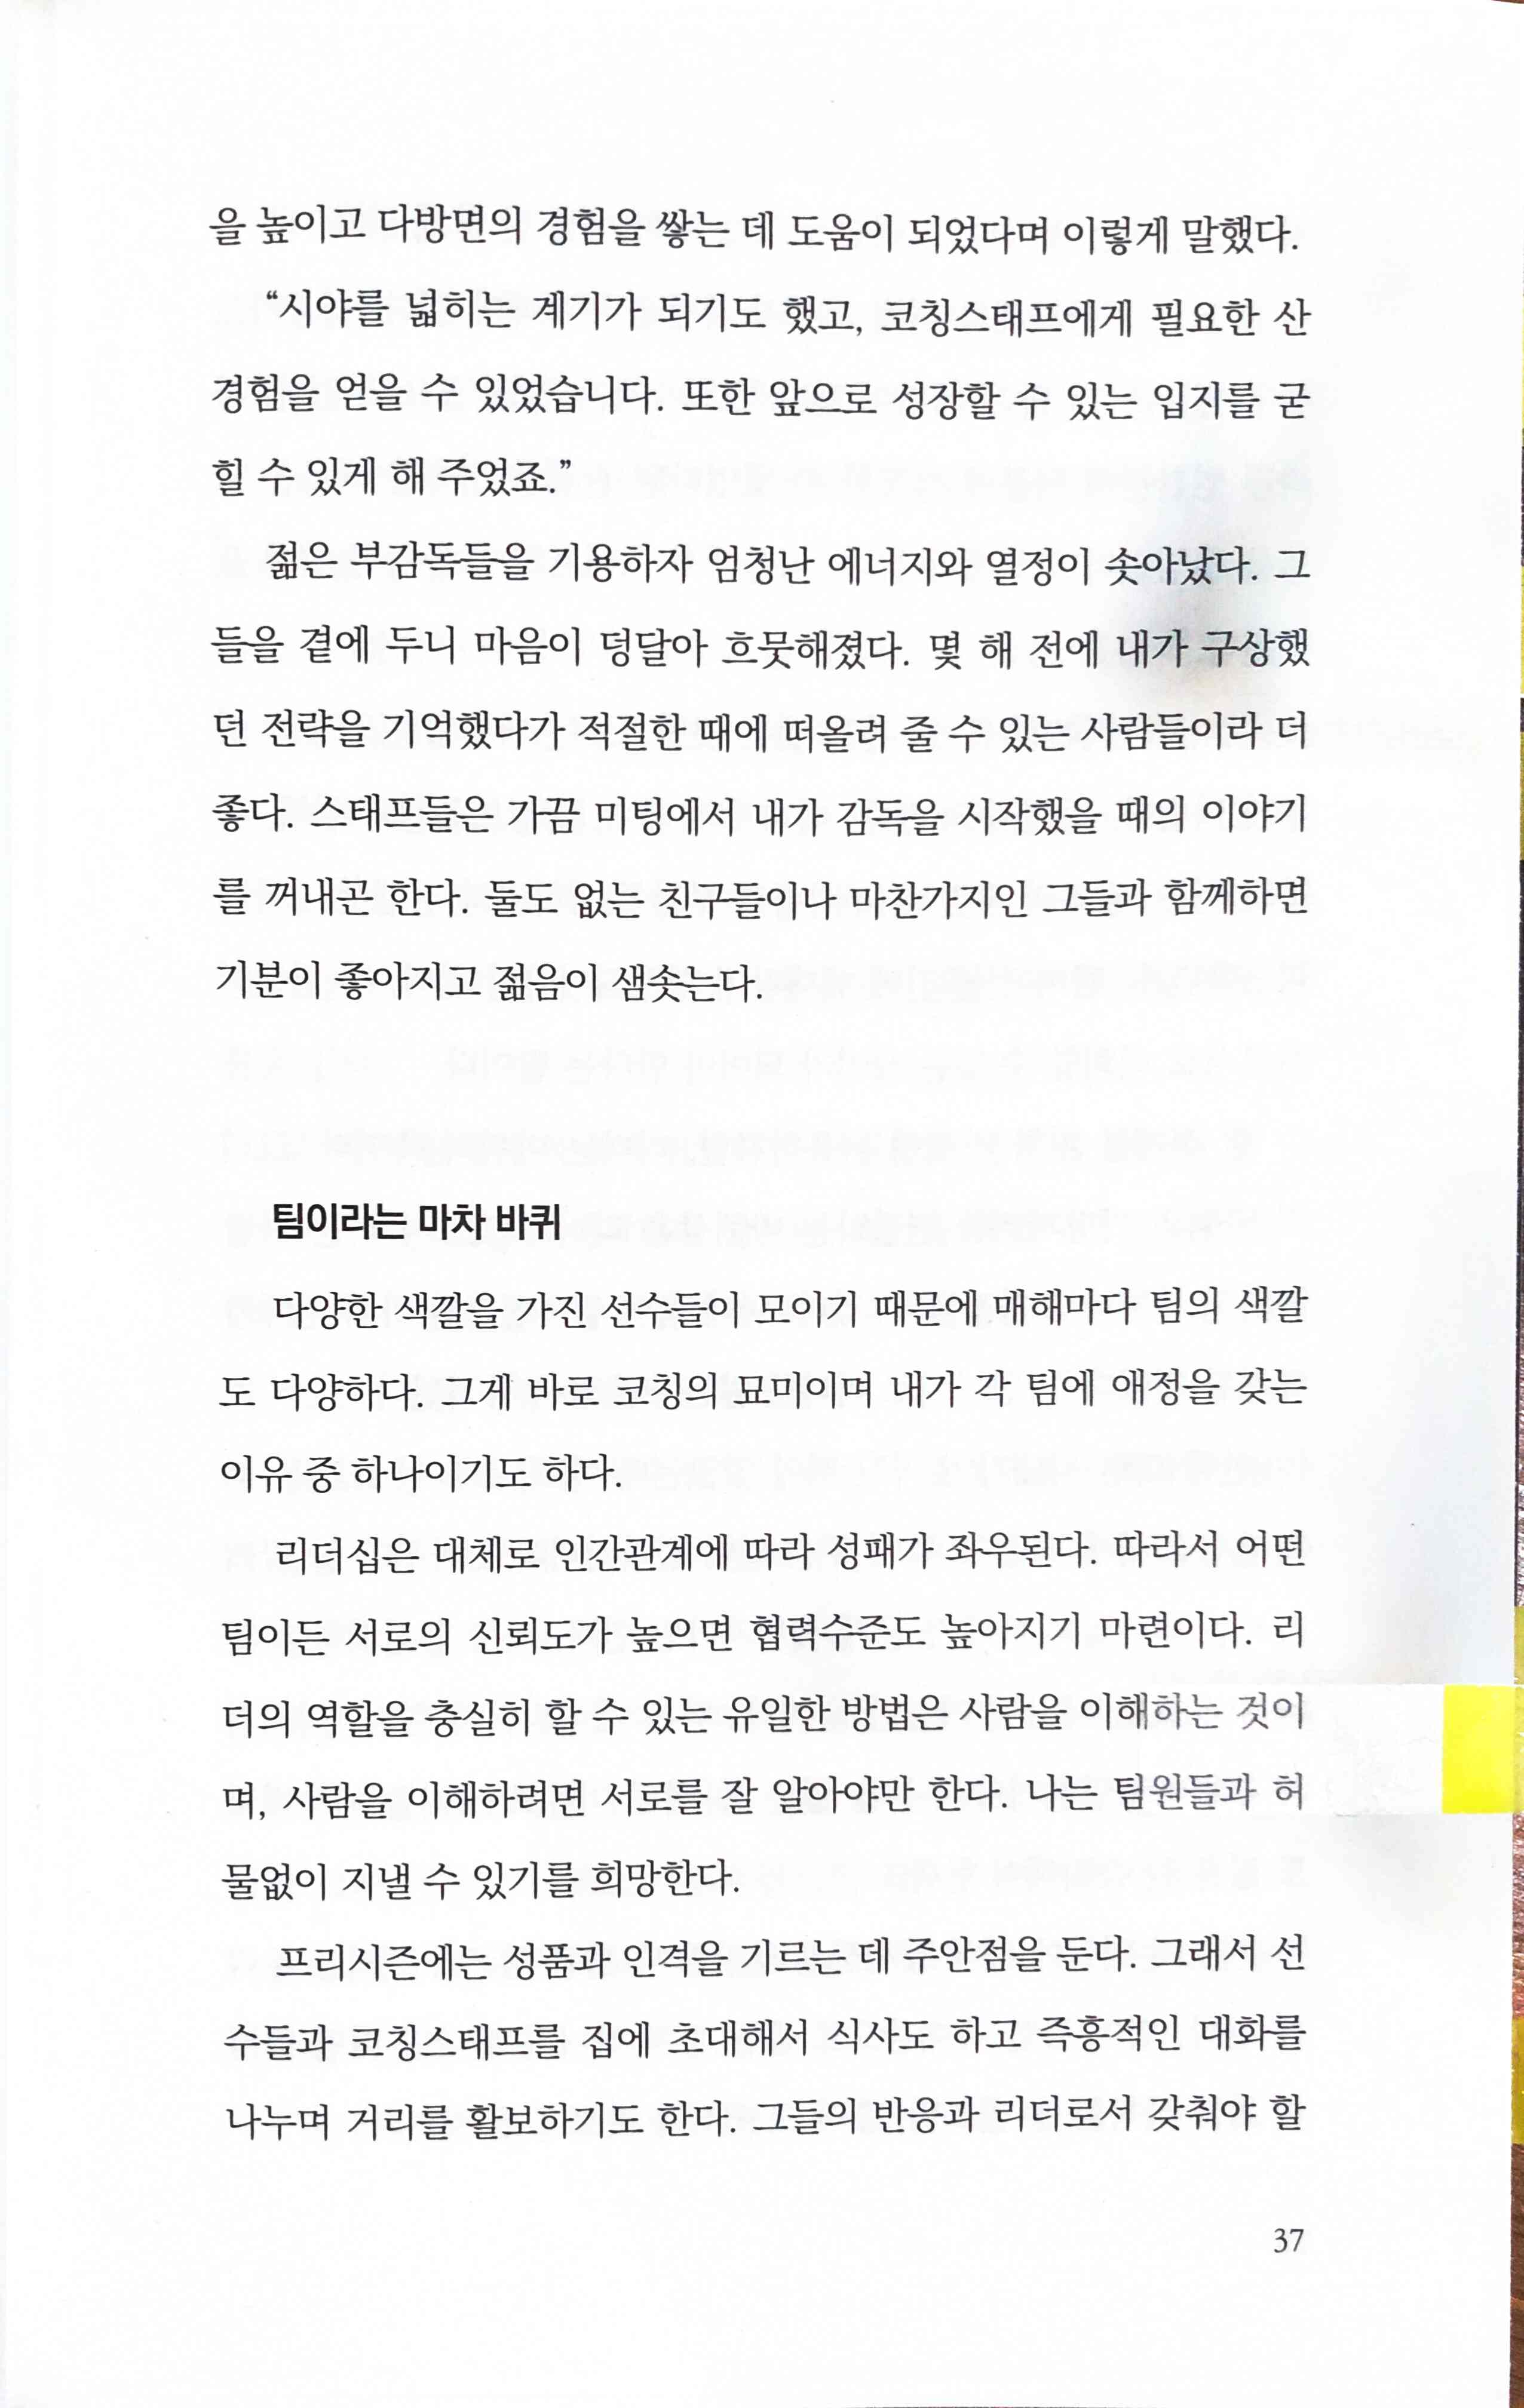 을 높이고 다방면의 경험을 쌓는 데 도움이 되었다며 이렇게 말했다.
“시야를 넓히는 계기가 되기도 했고, 코칭스태프에게 필요한 산
경험을 얻을 수 있었습니다. 또한 앞으로 성장할 수 있는 입지를 굳
힐 수 있게 해 주었죠.”
젊은 부감독들을 기용하자 엄청난 에너지와 열정이 솟아났다. 그
들을 곁에 두니 마음이 덩달아 흐뭇해졌다. 몇 해 전에 내가 구상했
던 전략을 기억했다가 적절한 때에 떠올려 줄 수 있는 사람들이라 더
좋다. 스태프들은 가끔 미팅에서 내가 감독을 시작했을 때의 이야기
를 꺼내곤 한다. 둘도 없는 친구들이나 마찬가지인 그들과 함께하면
기분이 좋아지고 젊음이 샘솟는다.
팀이라는 마차 바퀴
다양한 색깔을 가진 선수들이 모이기 때문에 매해마다 팀의 색깔
도 다양하다. 그게 바로 코칭의 묘미이며 내가 각 팀에 애정을 갖는
이유 중 하나이기도 하다.
리더십은 대체로 인간관계에 따라 성패가 좌우된다. 따라서 어떤
팀이든 서로의 신뢰도가 높으면 협력수준도 높아지기 마련이다. 리
더의 역할을 충실히 할 수 있는 유일한 방법은 사람을 이해하는 것이
며, 사람을 이해하려면 서로를 잘 알아야만 한다. 나는 팀원들과 허
물없이 지낼 수 있기를 희망한다.
프리시즌에는 성품과 인격을 기르는 데 주안점을 둔다. 그래서 선
수들과 코칭스태프를 집에 초대해서 식사도 하고 즉흥적인 대화를
나누며 거리를 활보하기도 한다. 그들의 반응과 리더로서 갖춰야 할
37